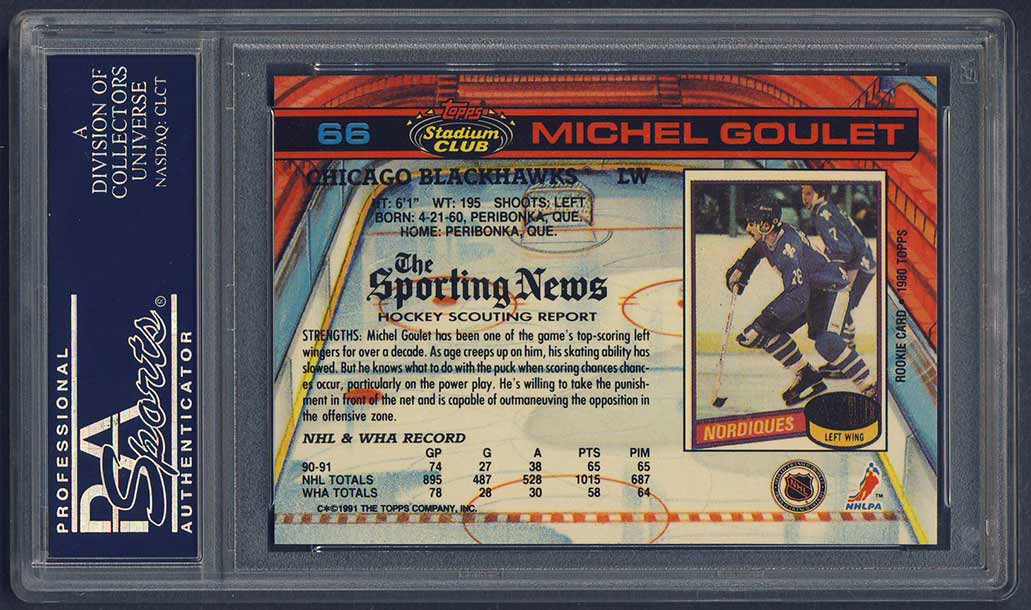 A
DIVISION OF
COLLECTORS
UNIVERSE
NASDAQ: CLCT
PROFESSIONAL
PSA
Sports®
AUTHENTICATOR
66
Topps
Stadium
CLUB
MICHEL GOULET
CHICAGO BLACKHAWKS LW
HT: 6'1" WT: 195 SHOOTS: LEFT
BORN: 4-21-60, PERIBONKA, QUE.
HOME: PERIBONKA, QUE.
The
Sporting News
HOCKEY SCOUTING REPORT
STRENGTHS: Michel Goulet has been one of the game's top-scoring left
wingers for over a decade. As age creeps up on him, his skating ability has
slowed. But he knows what to do with the puck when scoring chances chanc-
es occur, particularly on the power play. He's willing to take the punish-
ment in front of the net and is capable of outmaneuving the opposition in
the offensive zone.
NHL & WHA RECORD
GP G A PTS PIM
90-91 74 27 38 65 65
NHL TOTALS 895 487 528 1015 687
WHA TOTALS 78 28 30 58 64
C*©1991 THE TOPPS COMPANY, INC.
16
7
NORDIQUES
LEFT WING
ROOKIE CARD • 1980 TOPPS
NHL
NHLPA
TM